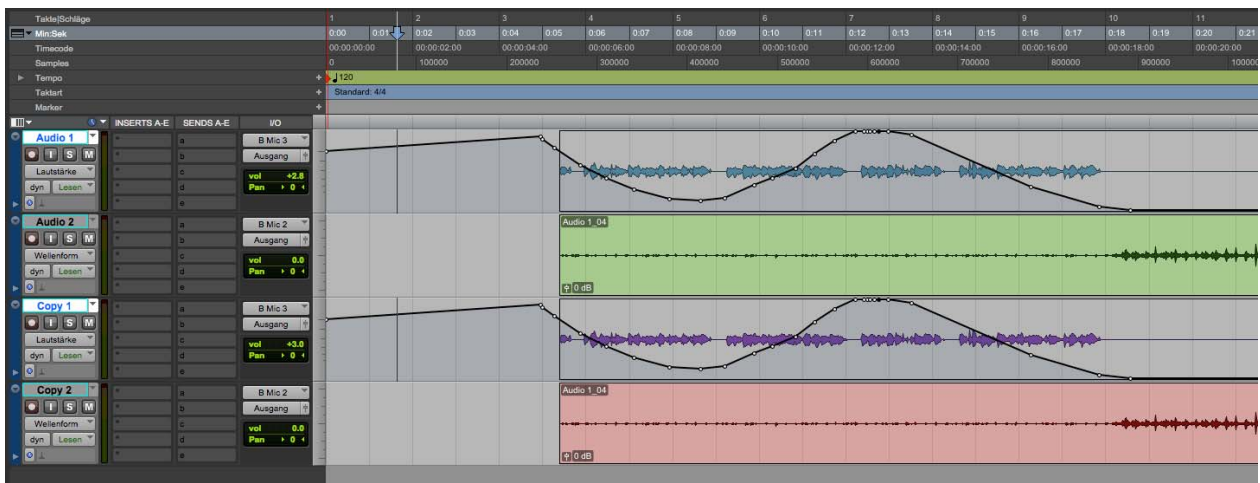 Takte|Schläge 1 2 3 4 5 6 7 8 9 10 11
Min:Sek 0:00 0:01 0:02 0:03 0:04 0:05 0:06 0:07 0:08 0:09 0:10 0:11 0:12 0:13 0:14 0:15 0:16 0:17 0:18 0:19 0:20 0:21
Timecode 00:00:00:00 00:00:02:00 00:00:04:00 00:00:06:00 00:00:08:00 00:00:10:00 00:00:12:00 00:00:14:00 00:00:16:00 00:00:18:00 00:00:20:00
Samples 0 100000 200000 300000 400000 500000 600000 700000 800000 900000 100000
Tempo + 120
Taktart + Standard: 4/4
Marker +
INSERTS A-E SENDS A-E I/O
Audio 1 a B Mic 3
I S M b Ausgang
Lautstärke c vol +2.8
dyn Lesen d Pan 0
e
Audio 2 a B Mic 2 Audio 1_04
I S M b Ausgang
Wellenform c vol 0.0
dyn Lesen d Pan 0
e 0 dB
Copy 1 a B Mic 3
I S M b Ausgang
Lautstärke c vol +3.0
dyn Lesen d Pan 0
e
Copy 2 a B Mic 2 Audio 1_04
I S M b Ausgang
Wellenform c vol 0.0
dyn Lesen d Pan 0
e 0 dB